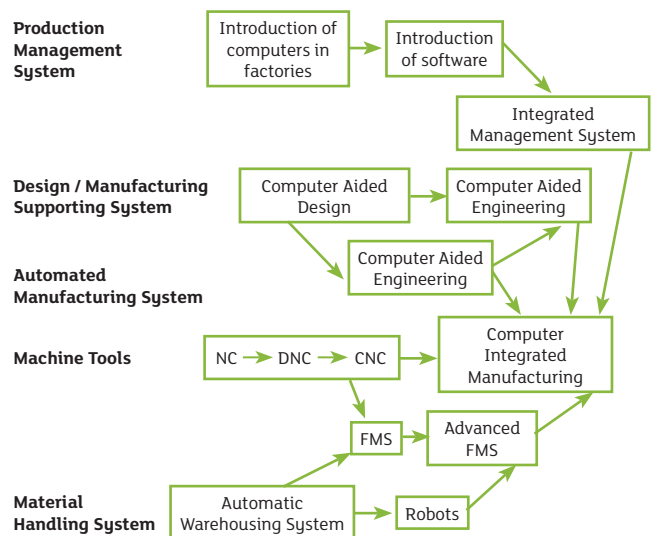 Production
Management
System
Introduction of
computers in
factories
Introduction
of software
Integrated
Management System
Design / Manufacturing
Supporting System
Computer Aided
Design
Computer Aided
Engineering
Automated
Manufacturing System
Computer Aided
Engineering
Machine Tools
NC DNC CNC
Computer
Integrated
Manufacturing
FMS
Advanced
FMS
Material
Handling System
Automatic
Warehousing System
Robots